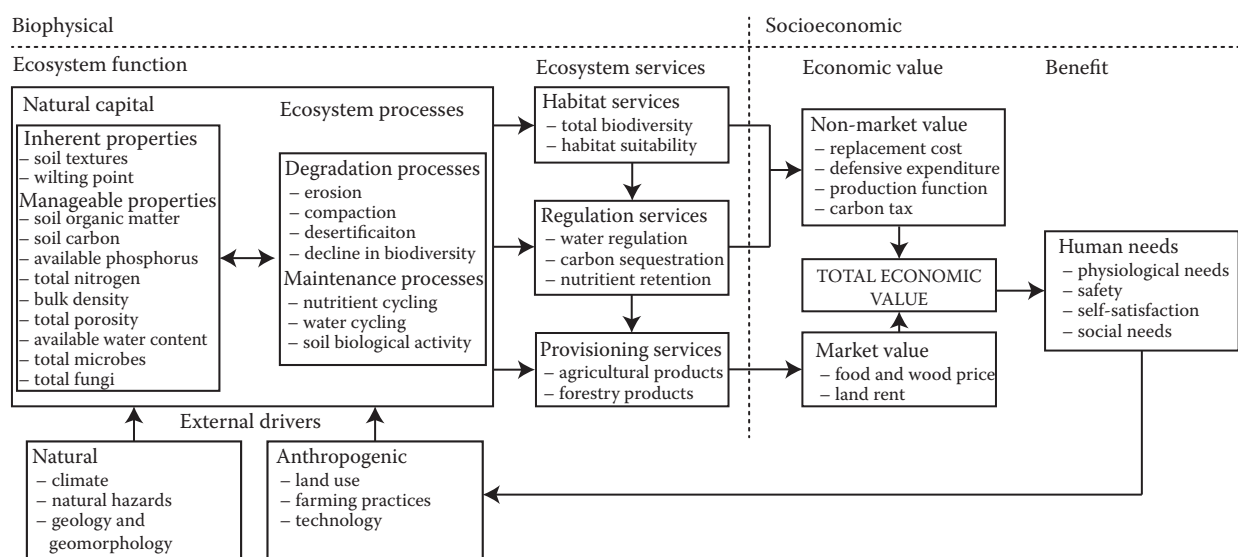 Biophysical
Socioeconomic
Ecosystem function
Ecosystem services
Economic value
Benefit
Natural capital
Inherent properties
– soil textures
– wilting point
Manageable properties
– soil organic matter
– soil carbon
– available phosphorus
– total nitrogen
– bulk density
– total porosity
– available water content
– total microbes
– total fungi
Ecosystem processes
Degradation processes
– erosion
– compaction
– desertificaiton
– decline in biodiversity
Maintenance processes
– nutritient cycling
– water cycling
– soil biological activity
Habitat services
– total biodiversity
– habitat suitability
Regulation services
– water regulation
– carbon sequestration
– nutritient retention
Provisioning services
– agricultural products
– forestry products
Non-market value
– replacement cost
– defensive expenditure
– production function
– carbon tax
TOTAL ECONOMIC
VALUE
Market value
– food and wood price
– land rent
Human needs
– physiological needs
– safety
– self-satisfaction
– social needs
External drivers
Natural
– climate
– natural hazards
– geology and
geomorphology
Anthropogenic
– land use
– farming practices
– technology